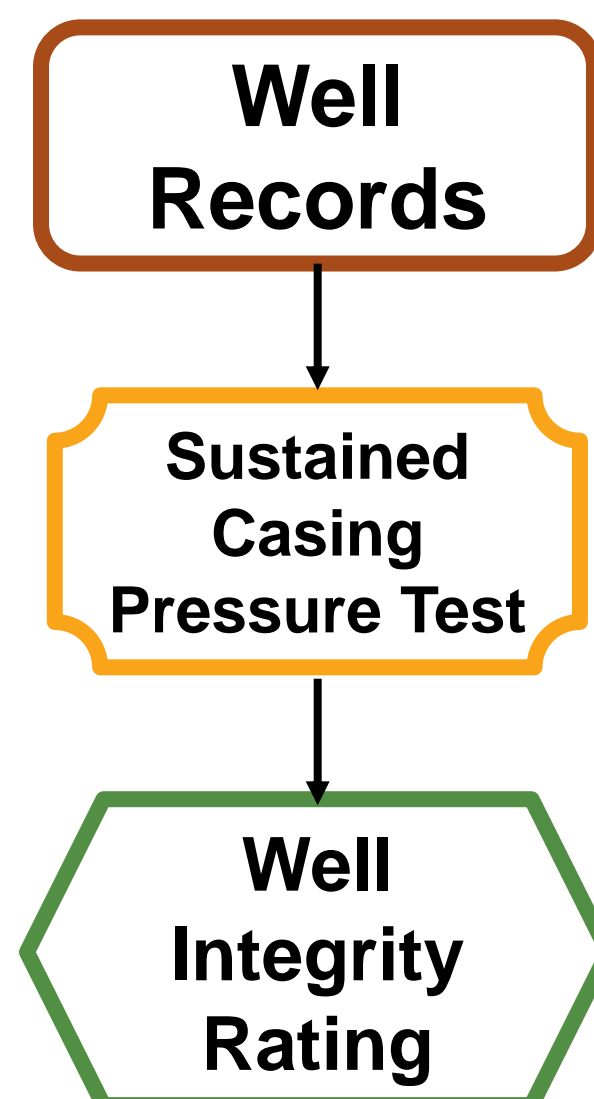 Well
Records
Sustained
Casing
Pressure Test
Well
Integrity
Rating